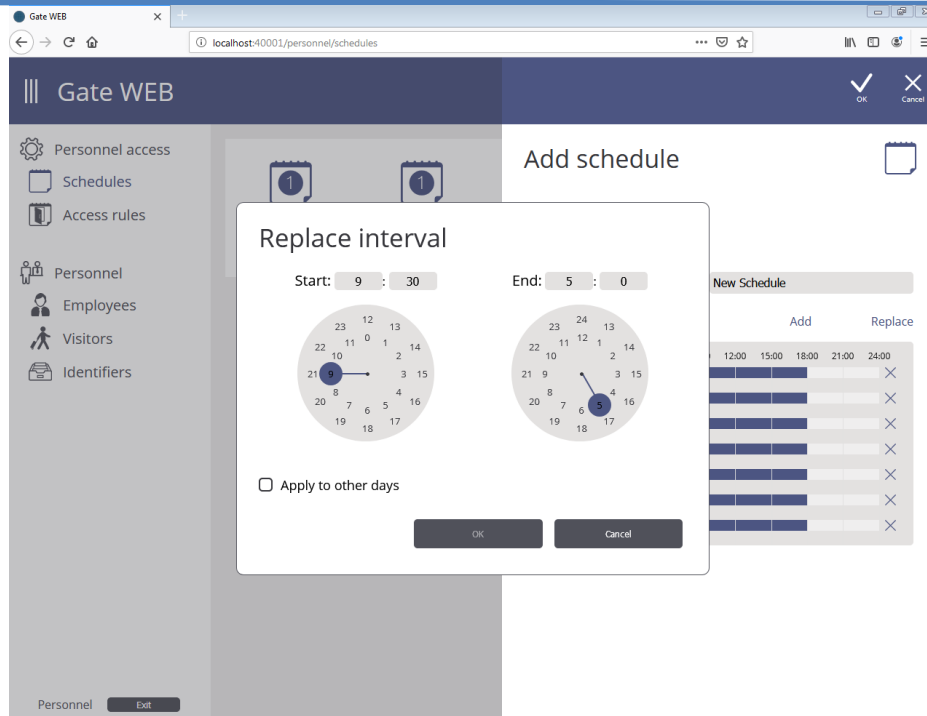 Gate WEB
localhost:40001/personnel/schedules
Gate WEB
OK
Cancel
Personnel access
Schedules
Access rules
Personnel
Employees
Visitors
Identifiers
Personnel
Exit
1
1
Add schedule
New Schedule
Add
Replace
12:00 15:00 18:00 21:00 24:00
Replace interval
Start: 9 : 30
End: 5 : 0
12
23 13
11 0 1
22 14
10 2
21 9 3 15
8 4
20 16
7 6 5
19 17
18
24
23 13
11 12 1
22 14
10 2
21 9 3 15
8 4
20 16
7 6 5
19 17
18
Apply to other days
OK
Cancel